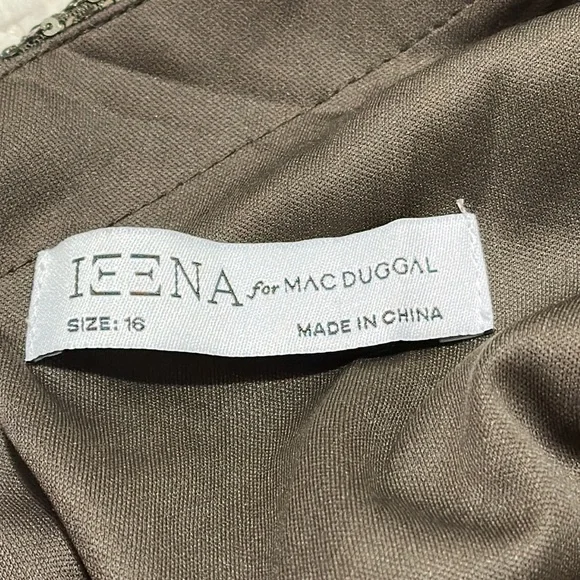 IEENA for MAC DUGGAL
SIZE: 16 MADE IN CHINA